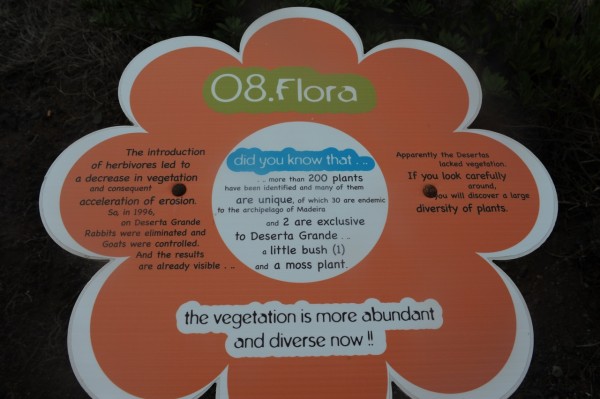 08.Flora
The introduction
of herbivores led to
a decrease in vegetation
and consequent
acceleration of erosion.
So, in 1996,
on Deserta Grande
Rabbits were eliminated and
Goats were controlled.
And the results
are already visible ...
did you know that ...
... more than 200 plants
have been identified and many of them
are unique, of which 30 are endemic
to the archipelago of Madeira
and 2 are exclusive
to Deserta Grande ...
a little bush (1)
and a moss plant.
Apparently the Desertas
lacked vegetation.
If you look carefully
around,
you will discover a large
diversity of plants.
the vegetation is more abundant
and diverse now !!